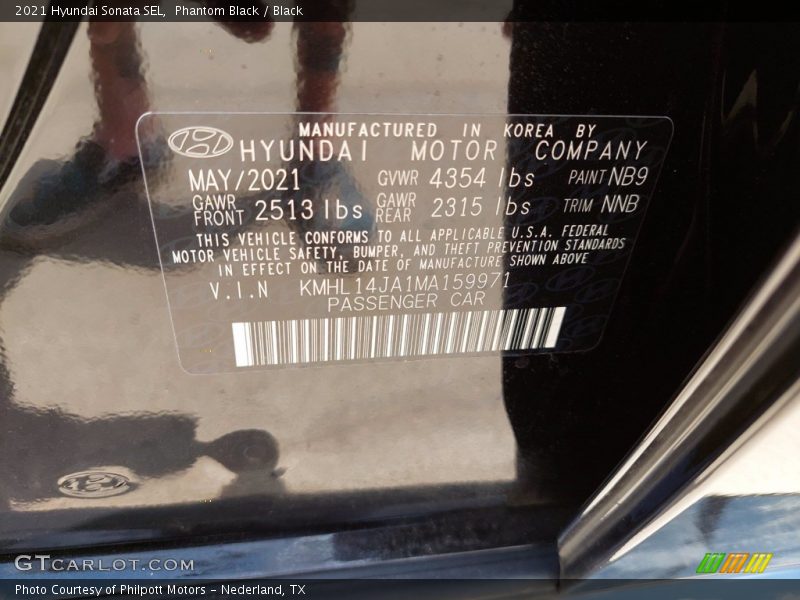 2021 Hyundai Sonata SEL, Phantom Black / Black
MANUFACTURED IN KOREA BY
HYUNDAI MOTOR COMPANY
MAY/2021 GVWR 4354 lbs PAINT NB9
GAWR FRONT 2513 lbs GAWR REAR 2315 lbs TRIM NNB
THIS VEHICLE CONFORMS TO ALL APPLICABLE U.S.A. FEDERAL
MOTOR VEHICLE SAFETY, BUMPER, AND THEFT PREVENTION STANDARDS
IN EFFECT ON THE DATE OF MANUFACTURE SHOWN ABOVE
V.I.N KMHL14JA1MA159971
PASSENGER CAR
GTCARLOT.COM
Photo Courtesy of Philpott Motors - Nederland, TX